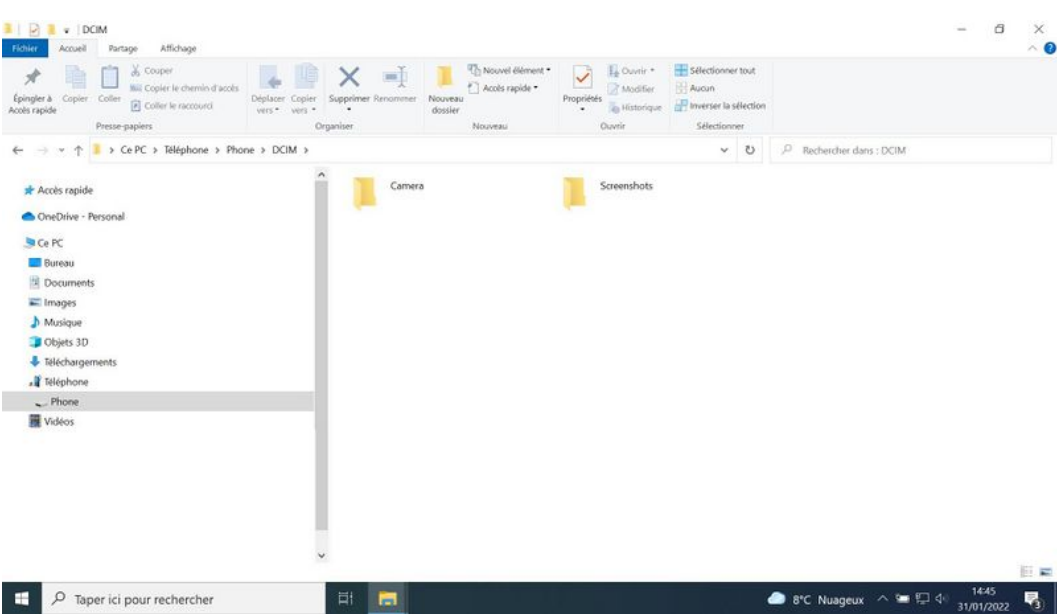 DCIM
Fichier Accueil Partage Affichage
Épingler à Accès rapide
Copier
Coller
Couper
Copier le chemin d'accès
Coller le raccourci
Presse-papiers
Déplacer vers
Copier vers
Supprimer
Renommer
Organiser
Nouveau dossier
Nouvel élément
Accès rapide
Nouveau
Propriétés
Ouvrir
Modifier
Historique
Ouvrir
Sélectionner tout
Aucun
Inverser la sélection
Sélectionner
Ce PC > Téléphone > Phone > DCIM >
Rechercher dans : DCIM
Accès rapide
OneDrive - Personal
Ce PC
Bureau
Documents
Images
Musique
Objets 3D
Téléchargements
Téléphone
Phone
Vidéos
Camera
Screenshots
Taper ici pour rechercher
8°C Nuageux
14:45
31/01/2022
3